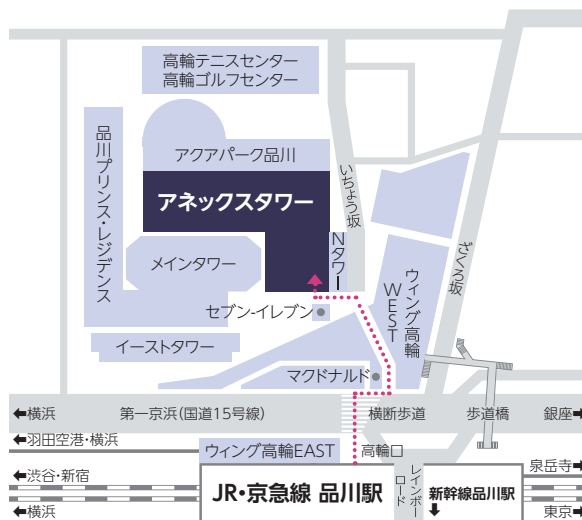 高輪テニスセンター
高輪ゴルフセンター
品川プリンス・レジデンス
アクアパーク品川
いちょう坂
アネックスタワー
Nタワー
メインタワー
ウィング高輪
WEST
ざくろ坂
セブン-イレブン
イーストタワー
マクドナルド
←横浜
第一京浜(国道15号線)
横断歩道
歩道橋
銀座→
←羽田空港・横浜
ウィング高輪EAST
高輪口
泉岳寺→
←渋谷・新宿
JR・京急線 品川駅
レインボー
ロード
新幹線品川駅
↓
←横浜
東京→